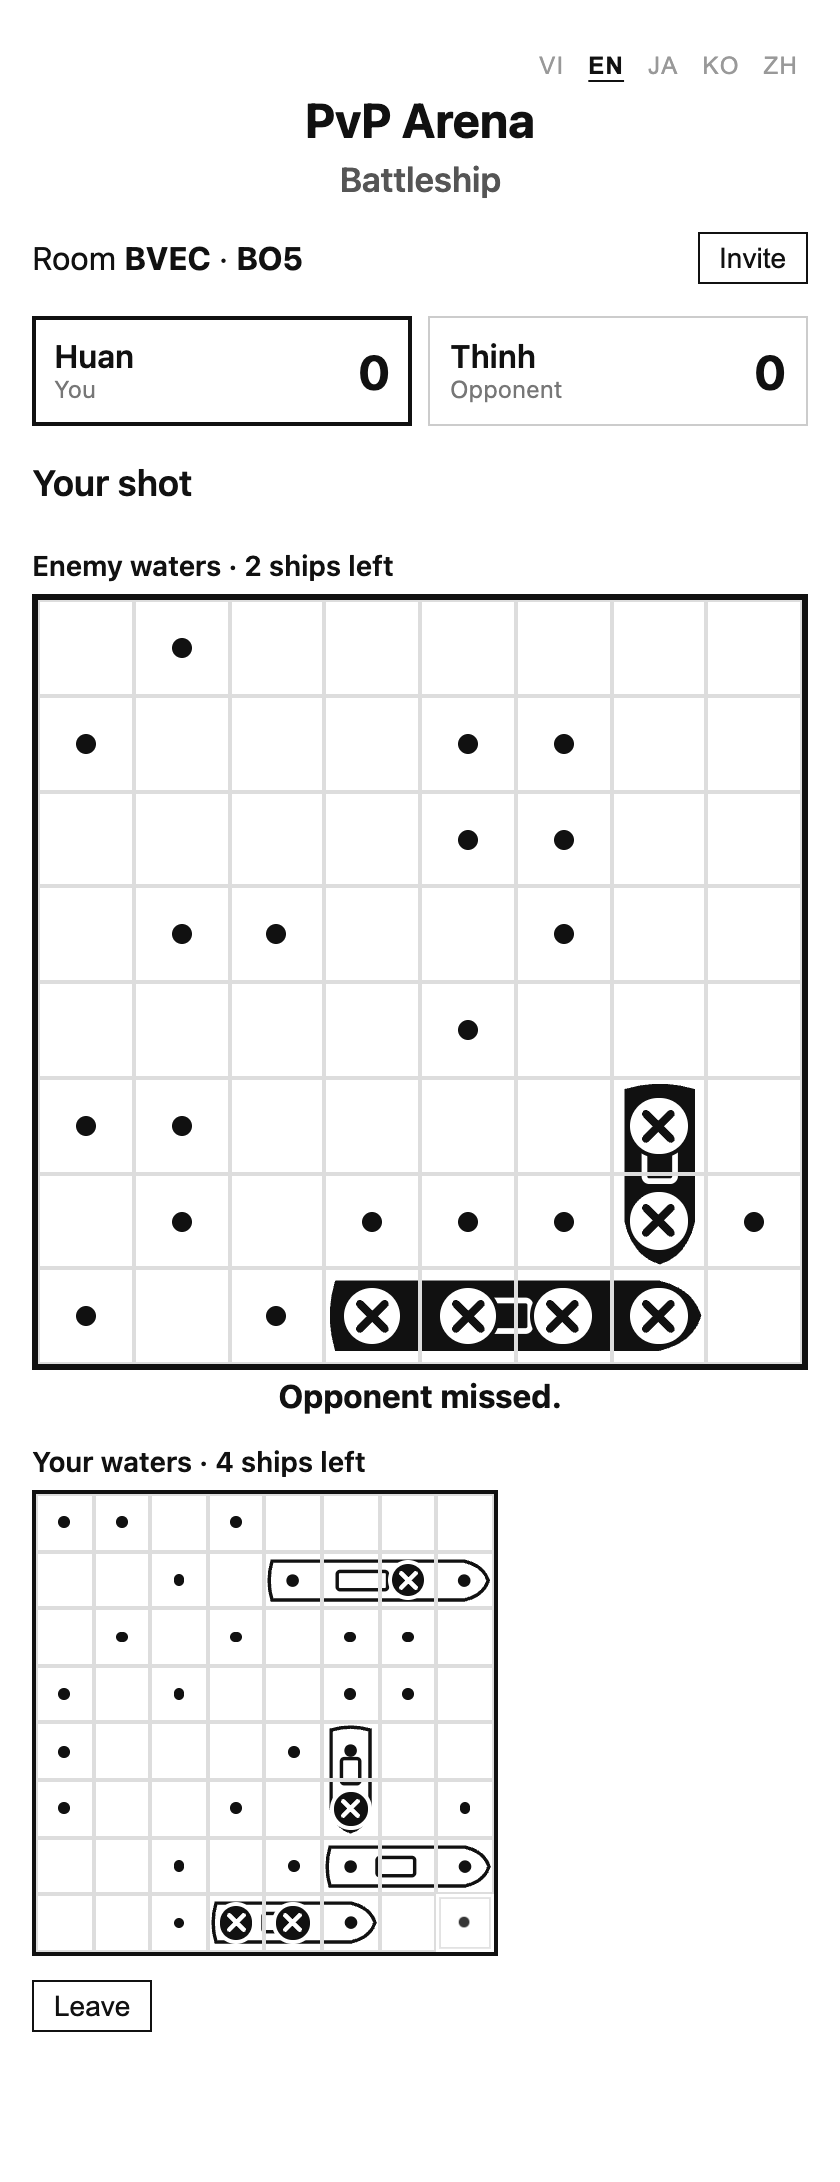 VI EN JA KO ZH
PvP Arena
Battleship
Room BVEC · BO5
Invite
Huan
You
0
Thinh
Opponent
0
Your shot
Enemy waters · 2 ships left
Opponent missed.
Your waters · 4 ships left
Leave